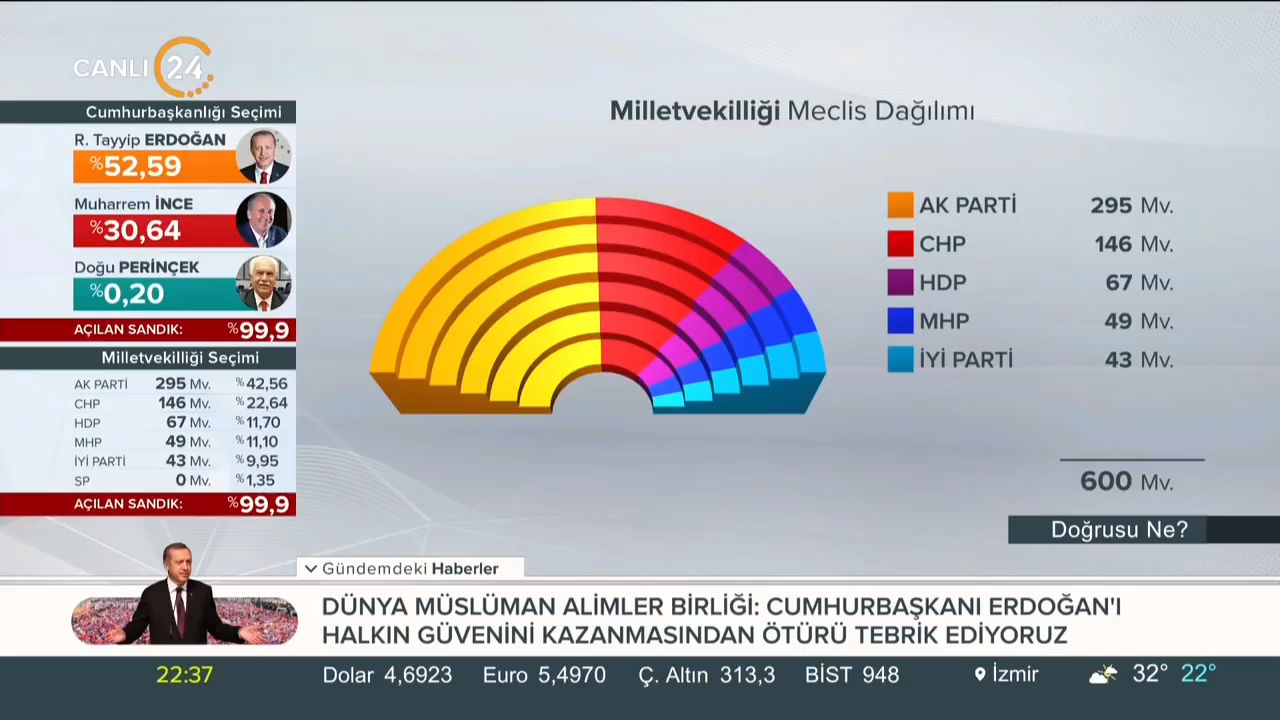 CANLI 24
Cumhurbaşkanlığı Seçimi
R. Tayyip ERDOĞAN
%52,59
Muharrem İNCE
%30,64
Doğu PERİNÇEK
%0,20
AÇILAN SANDIK: %99,9
Milletvekilliği Seçimi
AK PARTİ 295 Mv. %42,56
CHP 146 Mv. %22,64
HDP 67 Mv. %11,70
MHP 49 Mv. %11,10
İYİ PARTİ 43 Mv. %9,95
SP 0 Mv. %1,35
AÇILAN SANDIK: %99,9
Milletvekilliği Meclis Dağılımı
AK PARTİ 295 Mv.
CHP 146 Mv.
HDP 67 Mv.
MHP 49 Mv.
İYİ PARTİ 43 Mv.
600 Mv.
Doğrusu Ne?
Gündemdeki Haberler
DÜNYA MÜSLÜMAN ALİMLER BİRLİĞİ: CUMHURBAŞKANI ERDOĞAN'I
HALKIN GÜVENİNİ KAZANMASINDAN ÖTÜRÜ TEBRİK EDİYORUZ
22:37 Dolar 4,6923 Euro 5,4970 Ç. Altın 313,3 BİST 948 İzmir 32° 22°